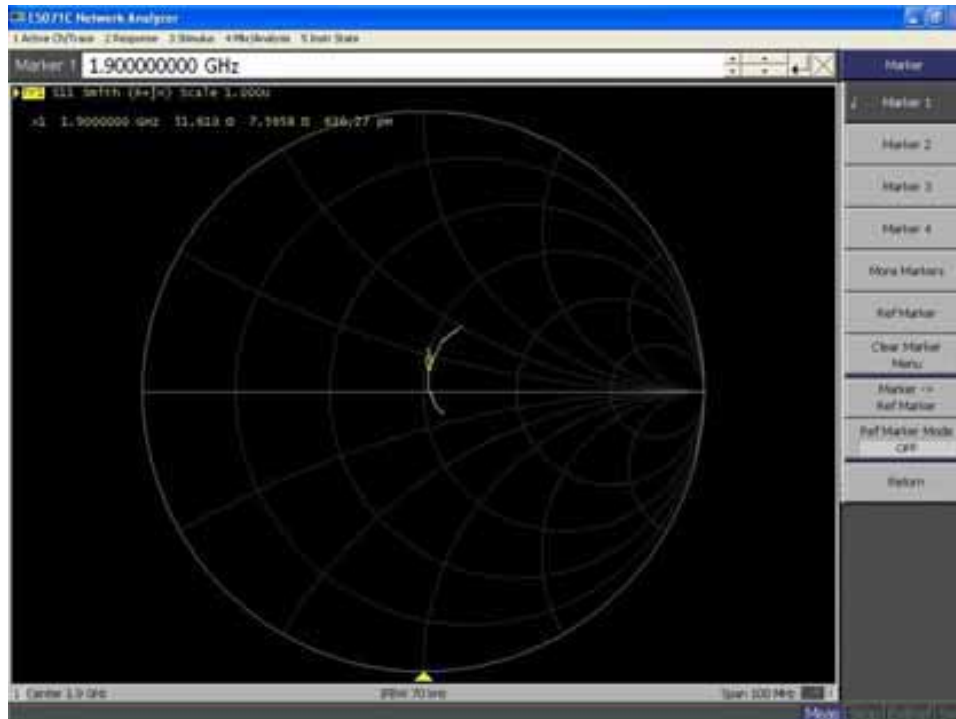 E5071C Network Analyzer
1 Active Ch/Trace 2 Response 3 Stimulus 4 Mkr/Analysis 5 Instr State
Marker 1 1.900000000 GHz
Tr1 S11 Smith (R+jX) Scale 1.000U
>1 1.9000000 GHz
Marker
Marker 1
Marker 2
Marker 3
Marker 4
More Markers
Ref Marker
Clear Marker
Menu
Marker ->
Ref Marker
Ref Marker Mode
OFF
Return
1 Center 1.9 GHz IFBW 70 kHz Span 100 MHz
Meas